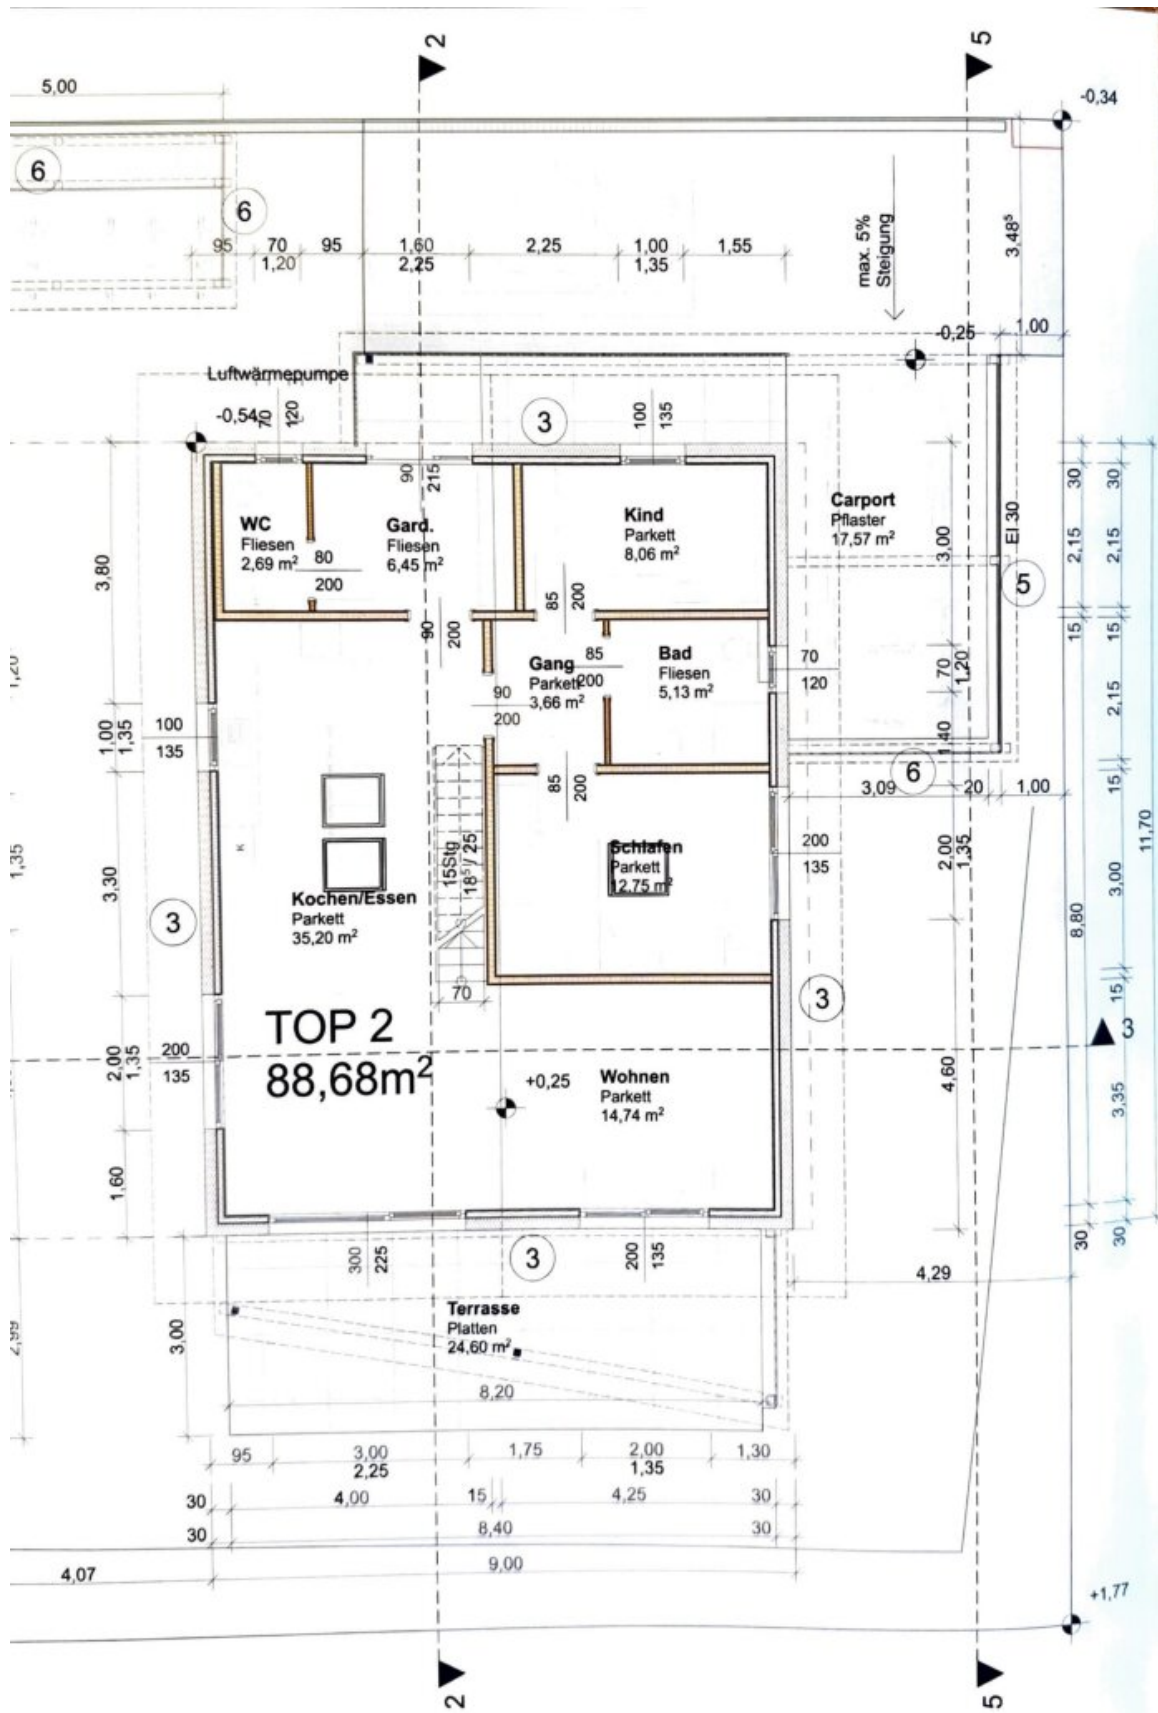 2
5
5,00
-0,34
6
6
95
70
95
1,60
2,25
1,00
1,55
1,20
2,25
1,35
max. 5%
Steigung
3,48⁵
-0,25
1,00
Luftwärmepumpe
-0,54
70
120
3
100
135
90
215
WC
Fliesen
2,69 m²
Gard.
Fliesen
6,45 m²
Kind
Parkett
8,06 m²
Carport
Pflaster
17,57 m²
EI 30
3,00
30
30
2,15
2,15
5
80
200
3,80
85
200
90
200
15
15
Gang
Parkett
3,66 m²
85
200
Bad
Fliesen
5,13 m²
70
120
70
1,20
2,15
90
200
1,00
1,35
100
135
1,40
6
85
200
3,09
20
1,00
15
11,70
K
15Stg
18⁵ / 25
Schlafen
Parkett
12,75 m²
200
135
2,00
1,35
3,00
1,35
3,30
3
Kochen/Essen
Parkett
35,20 m²
8,80
70
3
15
TOP 2
88,68m²
3
2,00
1,35
200
135
+0,25
Wohnen
Parkett
14,74 m²
4,60
3,35
1,60
30
30
300
225
3
200
135
4,29
3,00
2,99
Terrasse
Platten
24,60 m²
8,20
95
3,00
1,75
2,00
1,30
2,25
1,35
30
4,00
15
4,25
30
30
8,40
30
4,07
9,00
+1,77
2
5